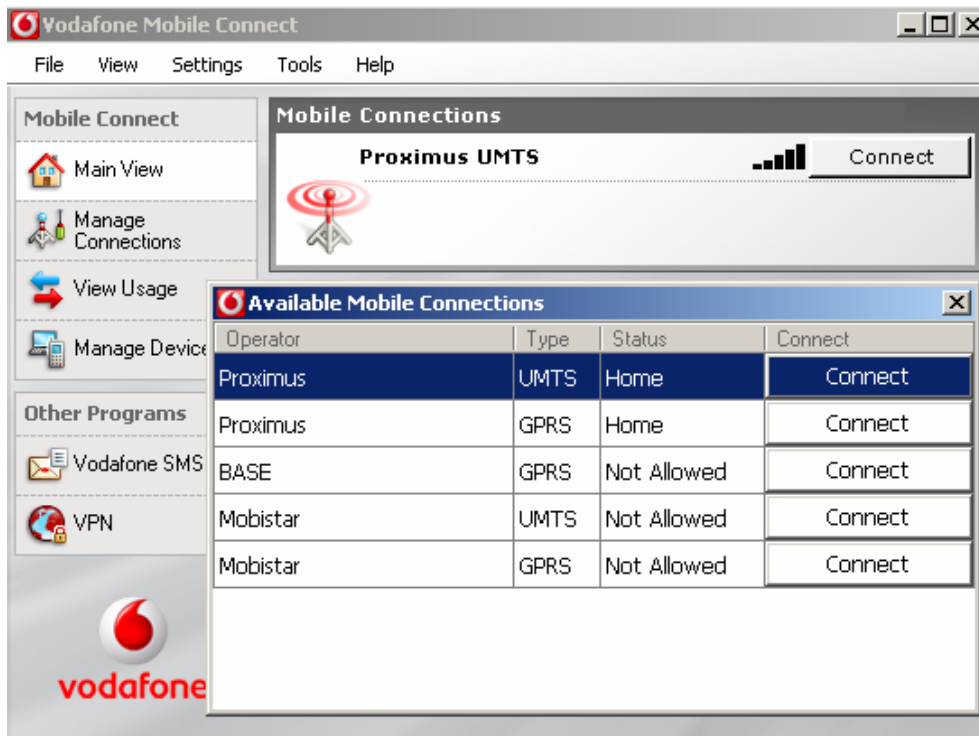 Vodafone Mobile Connect
File View Settings Tools Help
Mobile Connect
Main View
Manage
Connections
View Usage
Manage Device
Other Programs
Vodafone SMS
VPN
vodafone
Mobile Connections
Proximus UMTS Connect
Available Mobile Connections
Operator Type Status Connect
Proximus UMTS Home Connect
Proximus GPRS Home Connect
BASE GPRS Not Allowed Connect
Mobistar UMTS Not Allowed Connect
Mobistar GPRS Not Allowed Connect